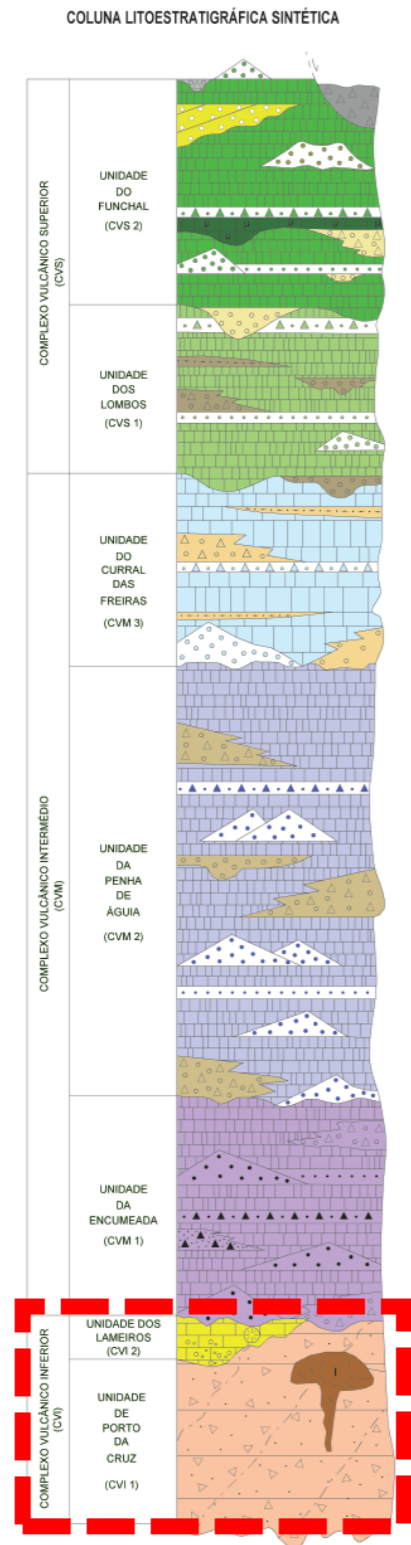 COLUNA LITOESTRATIGRÁFICA SINTÉTICA
COMPLEXO VULCÂNICO SUPERIOR
(CVS)
UNIDADE
DO
FUNCHAL
(CVS 2)
UNIDADE
DOS
LOMBOS
(CVS 1)
COMPLEXO VULCÂNICO INTERMÉDIO
(CVM)
UNIDADE
DO
CURRAL
DAS
FREIRAS
(CVM 3)
UNIDADE
DA
PENHA
DE
ÁGUIA
(CVM 2)
UNIDADE
DA
ENCUMEADA
(CVM 1)
COMPLEXO VULCÂNICO INFERIOR
(CVI)
UNIDADE DOS
LAMEIROS
(CVI 2)
UNIDADE
DE
PORTO
DA
CRUZ
(CVI 1)
I